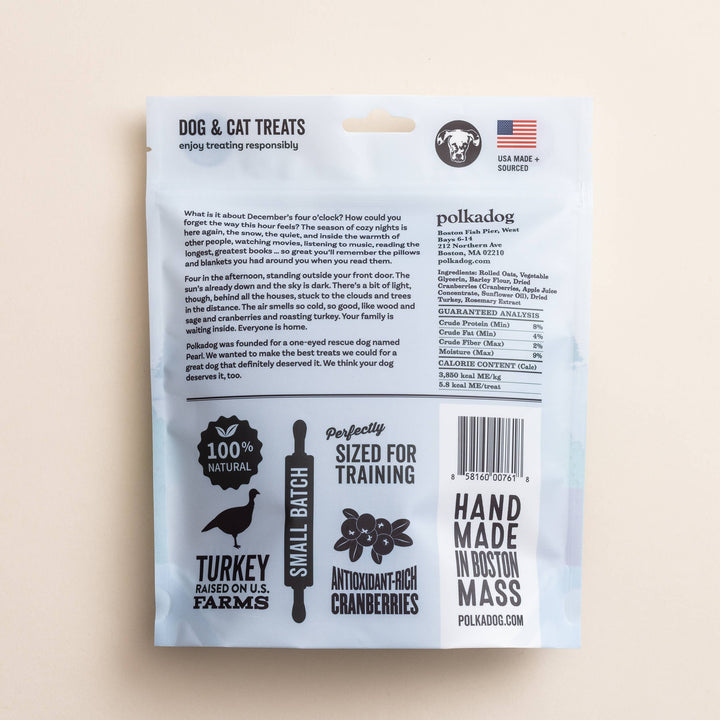 DOG & CAT TREATS
enjoy treating responsibly
USA MADE +
SOURCED
What is it about December's four o'clock? How could you
forget the way this hour feels? The season of cozy nights is
here again, the snow, the quiet, and inside the warmth of
other people, watching movies, listening to music, reading the
longest, greatest books ... so great you'll remember the pillows
and blankets you had around you when you read them.
Four in the afternoon, standing outside your front door. The
sun's already down and the sky is dark. There's a bit of light,
though, behind all the houses, stuck to the clouds and trees
in the distance. The air smells so cold, so good, like wood and
sage and cranberries and roasting turkey. Your family is
waiting inside. Everyone is home.
Polkadog was founded for a one-eyed rescue dog named
Pearl. We wanted to make the best treats we could for a
great dog that definitely deserved it. We think your dog
deserves it, too.
polkadog
Boston Fish Pier, West
Bays 6-14
212 Northern Ave
Boston, MA 02210
polkadog.com
Ingredients: Rolled Oats, Vegetable
Glycerin, Barley Flour, Dried
Cranberries (Cranberries, Apple Juice
Concentrate, Sunflower Oil), Dried
Turkey, Rosemary Extract
GUARANTEED ANALYSIS
Crude Protein (Min) 8%
Crude Fat (Min) 4%
Crude Fiber (Max) 2%
Moisture (Max) 9%
CALORIE CONTENT (Calc)
3,850 kcal ME/kg
5.8 kcal ME/treat
100%
NATURAL
TURKEY
RAISED ON U.S.
FARMS
SMALL BATCH
Perfectly
SIZED FOR
TRAINING
ANTIOXIDANT-RICH
CRANBERRIES
8 58160 00761 8
HAND
MADE
IN BOSTON
MASS
POLKADOG.COM